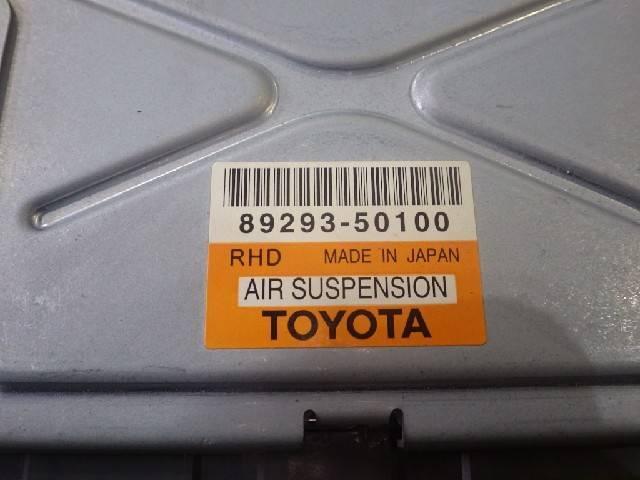 89293-50100
RHD MADE IN JAPAN
AIR SUSPENSION
TOYOTA